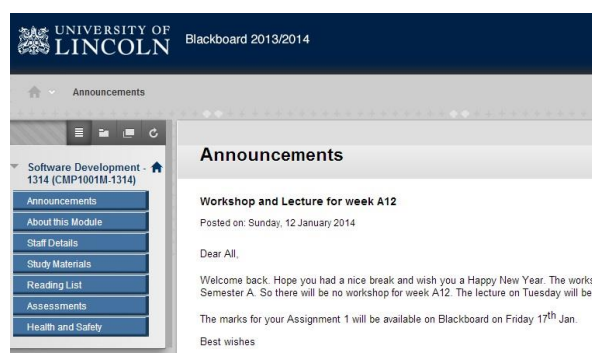 UNIVERSITY OF
LINCOLN
Blackboard 2013/2014
Announcements
Software Development -
1314 (CMP1001M-1314)
Announcements
About this Module
Staff Details
Study Materials
Reading List
Assessments
Health and Safety
Announcements
Workshop and Lecture for week A12
Posted on: Sunday, 12 January 2014
Dear All,
Welcome back. Hope you had a nice break and wish you a Happy New Year. The works
Semester A. So there will be no workshop for week A12. The lecture on Tuesday will be
The marks for your Assignment 1 will be available on Blackboard on Friday 17th Jan.
Best wishes